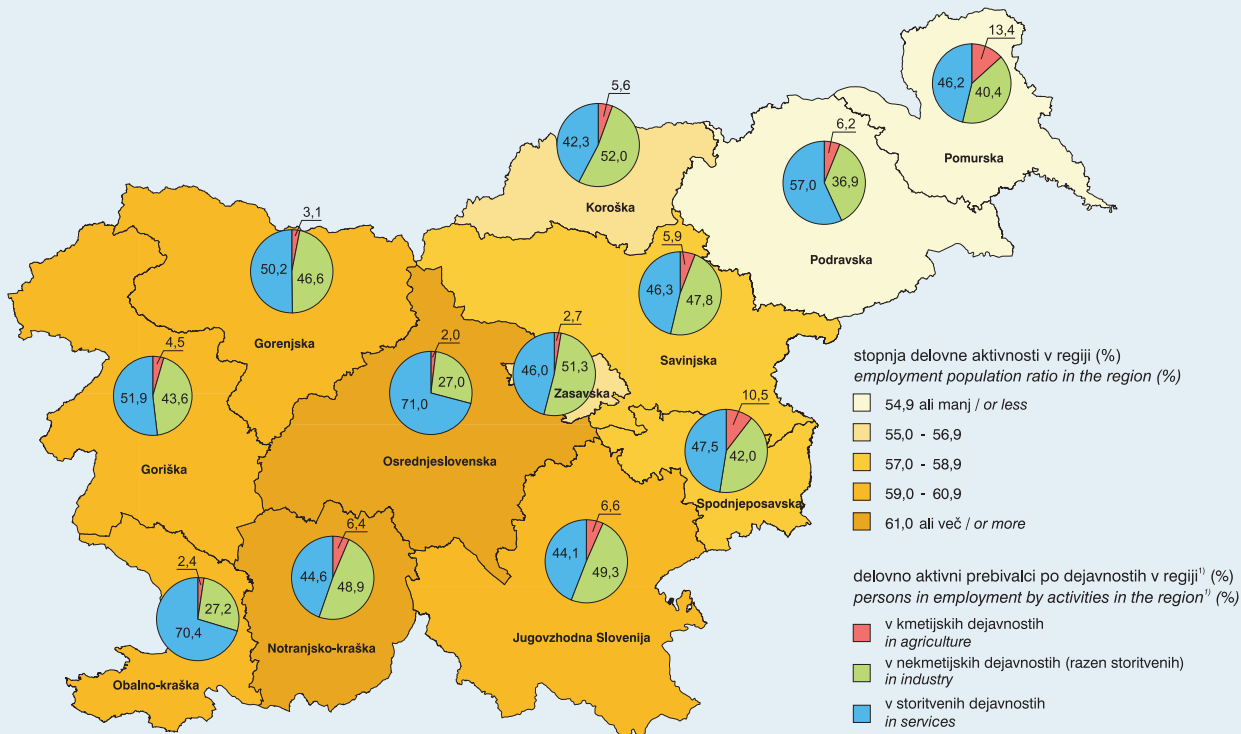 13,4
46,2
40,4
Pomurska
6,2
57,0
36,9
Podravska
5,6
42,3
52,0
Koroška
3,1
50,2
46,6
Gorenjska
5,9
46,3
47,8
Savinjska
2,7
46,0
51,3
Zasavska
2,0
27,0
71,0
Osrednjeslovenska
4,5
51,9
43,6
Goriška
10,5
47,5
42,0
Spodnjeposavska
6,6
44,1
49,3
Jugovzhodna Slovenija
6,4
44,6
48,9
Notranjsko-kraška
2,4
27,2
70,4
Obalno-kraška
stopnja delovne aktivnosti v regiji (%)
employment population ratio in the region (%)
54,9 ali manj / or less
55,0 - 56,9
57,0 - 58,9
59,0 - 60,9
61,0 ali več / or more
delovno aktivni prebivalci po dejavnostih v regiji¹⁾ (%)
persons in employment by activities in the region¹⁾ (%)
v kmetijskih dejavnostih
in agriculture
v nekmetijskih dejavnostih (razen storitvenih)
in industry
v storitvenih dejavnostih
in services